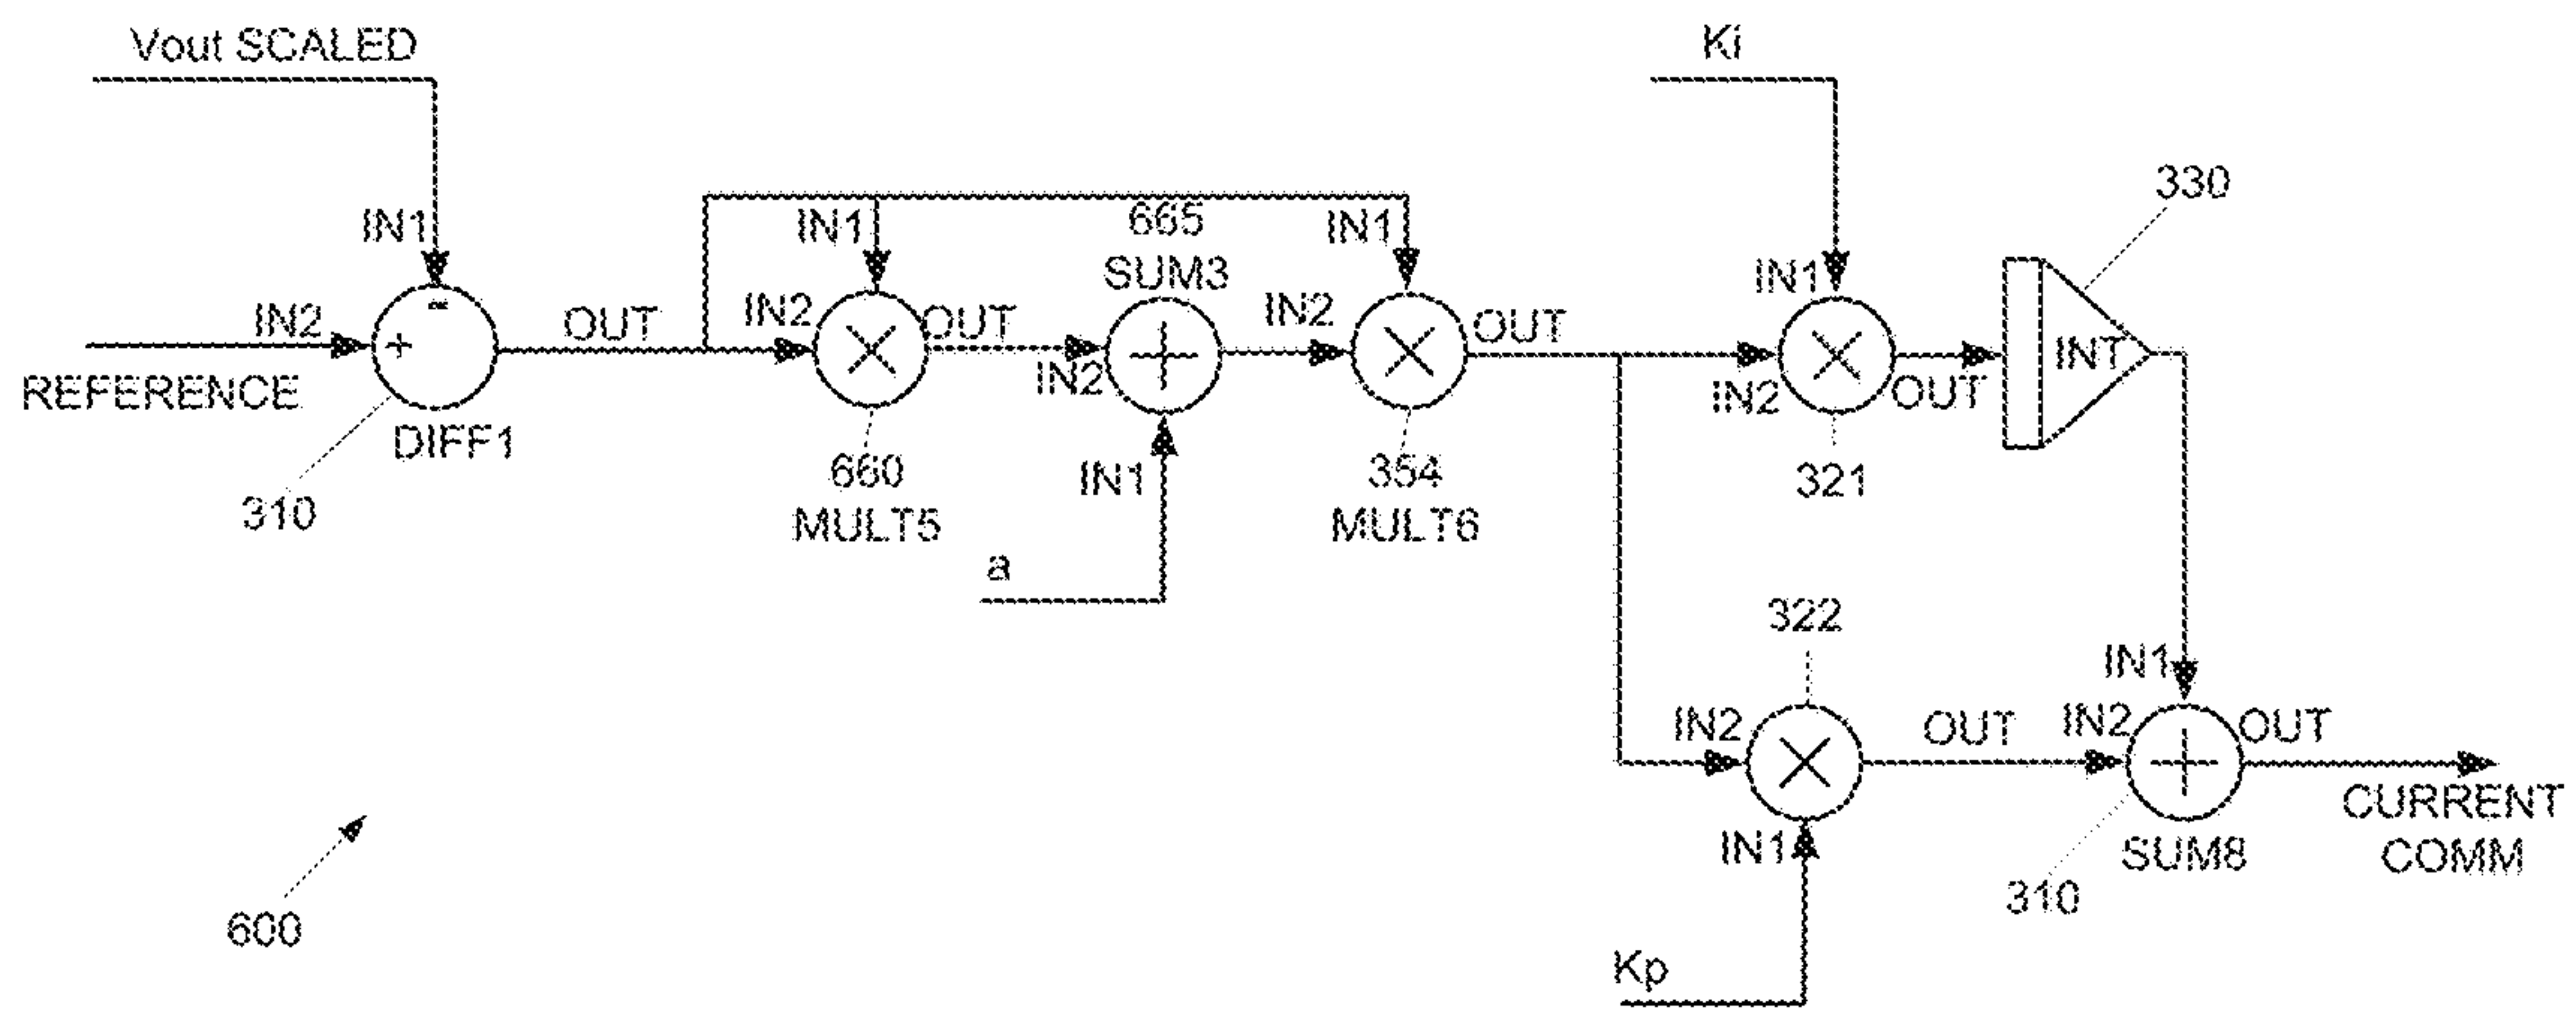 Vout SCALED
Ki
330
IN1
IN1
665
IN1
SUM3
IN1
IN2
OUT
IN2
OUT
IN2
OUT
INT
REFERENCE
IN2
IN2
OUT
DIFF1
310
660
MULT5
IN1
354
MULT6
321
a
322
IN1
IN2
OUT
IN2
OUT
CURRENT
COMM
IN1
SUM8
310
600
Kp